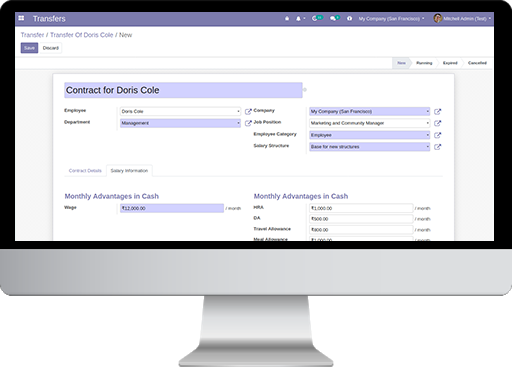 Transfers
My Company (San Francisco)
Mitchell Admin (Test)
Transfer / Transfer Of Doris Cole / New
Save Discard
New Running Expired Cancelled
Contract for Doris Cole
Employee Doris Cole
Company My Company (San Francisco)
Department Management
Job Position Marketing and Community Manager
Employee Category Employee
Salary Structure Base for new structures
Contract Details Salary Information
Monthly Advantages in Cash
Wage ₹12,000.00 / month
Monthly Advantages in Cash
HRA ₹1,000.00 / month
DA ₹500.00 / month
Travel Allowance ₹800.00 / month
Meal Allowance ₹1,000.00 / month